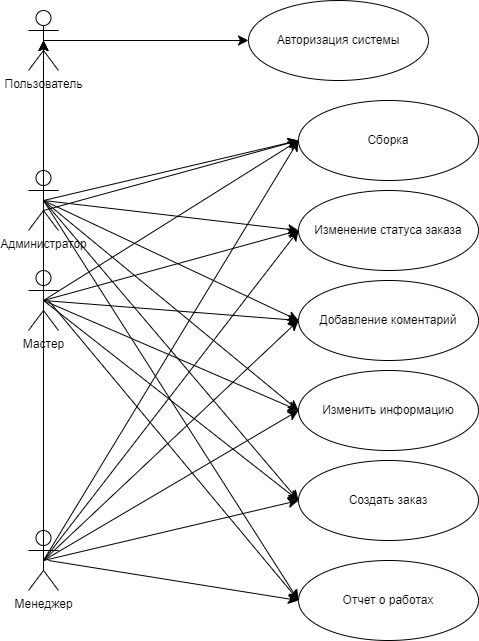 Авторизация системы
Пользователь
Сборка
Изменение статуса заказа
Администратор
Добавление коментарий
Мастер
Изменить информацию
Создать заказ
Отчет о работах
Менеджер